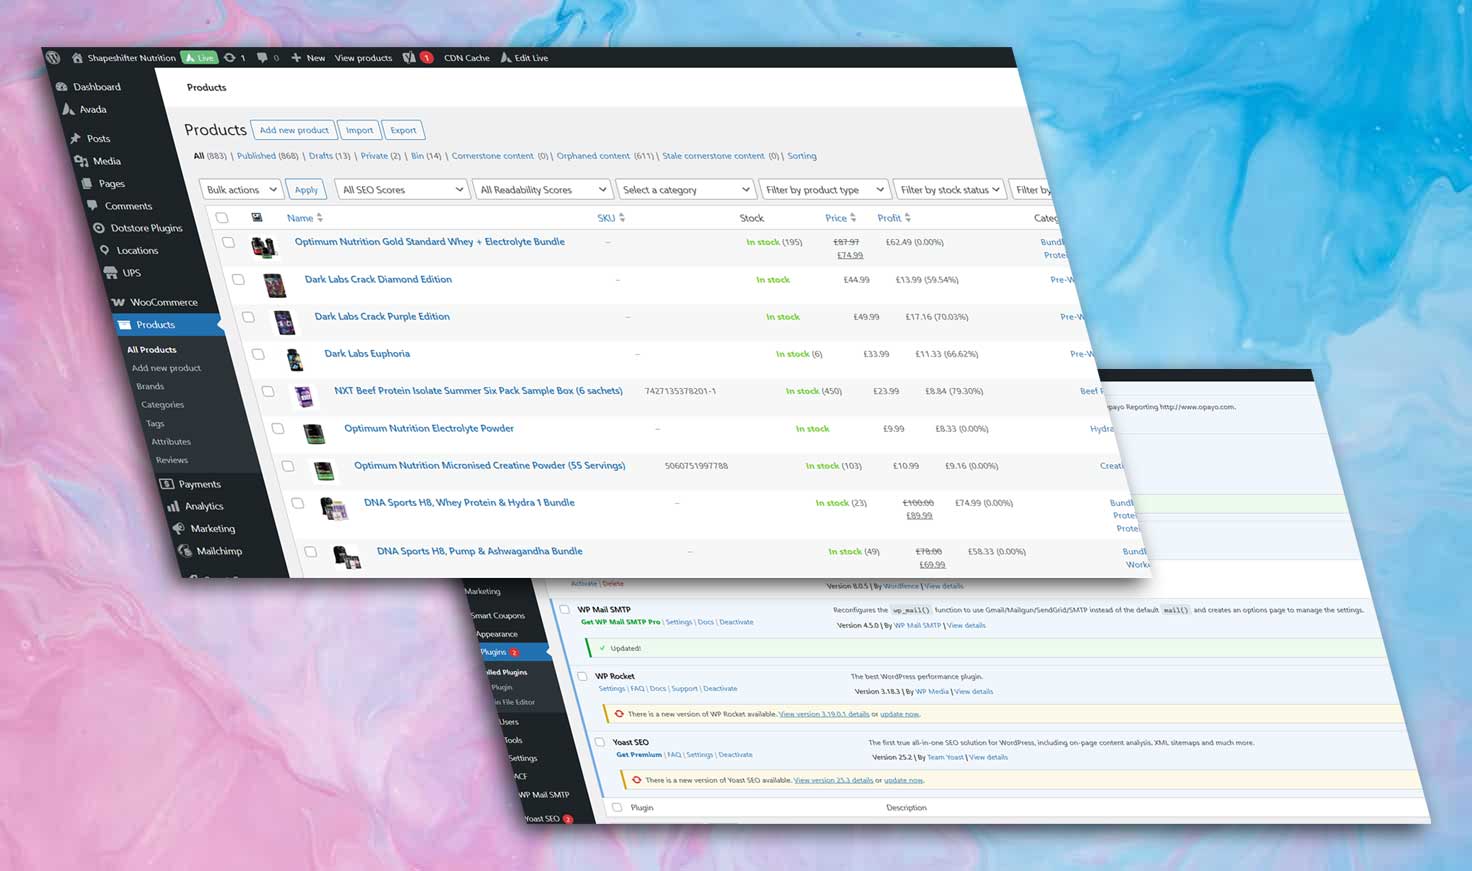 Shapeshifter Nutrition Live 1 0 New View products 1 CDN Cache Edit Live
Dashboard
Avada
Posts
Media
Pages
Comments
Dotstore Plugins
Locations
UPS
WooCommerce
Products
All Products
Add new product
Brands
Categories
Tags
Attributes
Reviews
Payments
Analytics
Marketing
Mailchimp
Products
Products Add new product Import Export
All (883) | Published (868) | Drafts (13) | Private (2) | Bin (14) | Cornerstone content (0) | Orphaned content (611) | Stale cornerstone content (0) | Sorting
Bulk actions Apply All SEO Scores All Readability Scores Select a category Filter by product type Filter by stock status Filter by
Name SKU Stock Price Profit Categ
Optimum Nutrition Gold Standard Whey + Electrolyte Bundle – In stock (195) £87.97 £62.49 (0.00%) Bundl
£74.99 Protei
Dark Labs Crack Diamond Edition – In stock £44.99 £13.99 (59.54%) Pre-W
Dark Labs Crack Purple Edition – In stock £49.99 £17.16 (70.03%) Pre-W
Dark Labs Euphoria – In stock (6) £33.99 £11.33 (66.62%) Pre-W
NXT Beef Protein Isolate Summer Six Pack Sample Box (6 sachets) 7427135378201-1 In stock (450) £23.99 £8.84 (79.30%) Beef P
Optimum Nutrition Electrolyte Powder – In stock £9.99 £8.33 (0.00%) Hydra
Optimum Nutrition Micronised Creatine Powder (55 Servings) 5060751997788 In stock (103) £10.99 £9.16 (0.00%) Creati
DNA Sports H8, Whey Protein & Hydra 1 Bundle – In stock (23) £100.00 £74.99 (0.00%) Bundl
£89.99 Protei
Protei
DNA Sports H8, Pump & Ashwagandha Bundle – In stock (49) £78.00 £58.33 (0.00%) Bundl
£69.99 Worko
opayo Reporting http://www.opayo.com.
Marketing
Smart Coupons
Appearance
Plugins 2
lled Plugins
Plugin
in File Editor
Users
Tools
Settings
ACF
WP Mail SMTP
Yoast SEO 2
Activate | Delete Version 8.0.5 | By Wordfence | View details
WP Mail SMTP Reconfigures the wp_mail() function to use Gmail/Mailgun/SendGrid/SMTP instead of the default mail() and creates an options page to manage the settings.
Get WP Mail SMTP Pro | Settings | Docs | Deactivate Version 4.5.0 | By WP Mail SMTP | View details
Updated!
WP Rocket The best WordPress performance plugin.
Settings | FAQ | Docs | Support | Deactivate Version 3.18.3 | By WP Media | View details
There is a new version of WP Rocket available. View version 3.19.0.1 details or update now.
Yoast SEO The first true all-in-one SEO solution for WordPress, including on-page content analysis, XML sitemaps and much more.
Get Premium | FAQ | Settings | Deactivate Version 25.2 | By Team Yoast | View details
There is a new version of Yoast SEO available. View version 25.3 details or update now.
Plugin Description